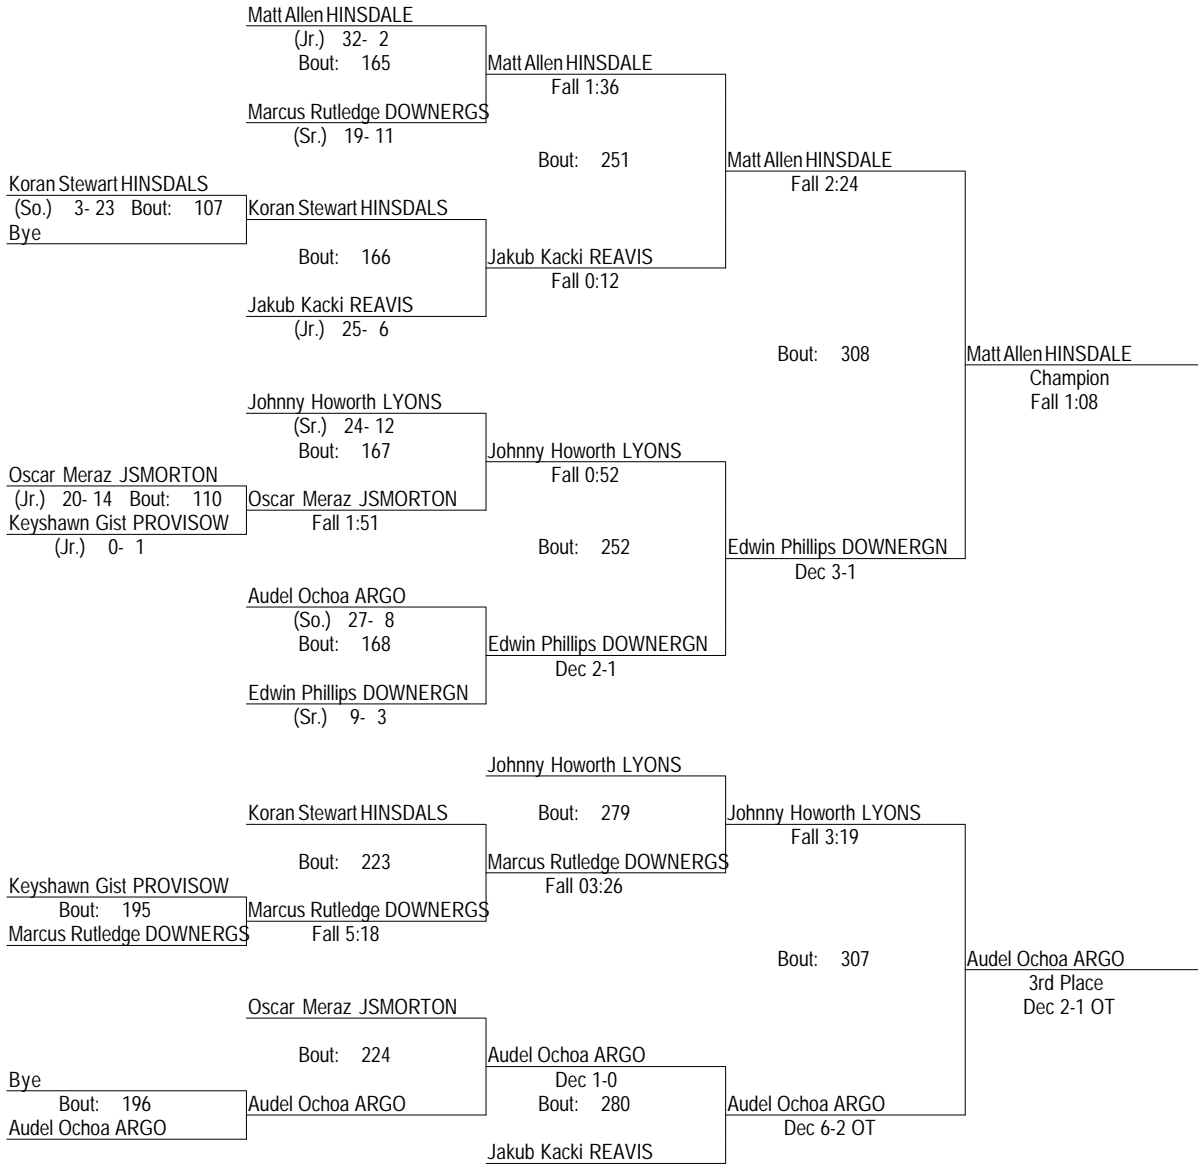 Matt Allen HINSDALE
(Jr.) 32- 2
Bout: 165
Matt Allen HINSDALE
Fall 1:36
Marcus Rutledge DOWNERGS
(Sr.) 19- 11
Bout: 251
Matt Allen HINSDALE
Fall 2:24
Koran Stewart HINSDALS
(So.) 3- 23 Bout: 107
Koran Stewart HINSDALS
Bye
Bout: 166
Jakub Kacki REAVIS
Fall 0:12
Jakub Kacki REAVIS
(Jr.) 25- 6
Bout: 308
Matt Allen HINSDALE
Champion
Fall 1:08
Johnny Howorth LYONS
(Sr.) 24- 12
Bout: 167
Johnny Howorth LYONS
Fall 0:52
Oscar Meraz JSMORTON
(Jr.) 20- 14 Bout: 110
Oscar Meraz JSMORTON
Fall 1:51
Keyshawn Gist PROVISOW
(Jr.) 0- 1
Bout: 252
Edwin Phillips DOWNERGN
Dec 3-1
Audel Ochoa ARGO
(So.) 27- 8
Bout: 168
Edwin Phillips DOWNERGN
Dec 2-1
Edwin Phillips DOWNERGN
(Sr.) 9- 3
Johnny Howorth LYONS
Koran Stewart HINSDALS
Bout: 279
Johnny Howorth LYONS
Fall 3:19
Bout: 223
Marcus Rutledge DOWNERGS
Fall 03:26
Keyshawn Gist PROVISOW
Bout: 195
Marcus Rutledge DOWNERGS
Fall 5:18
Marcus Rutledge DOWNERGS
Bout: 307
Audel Ochoa ARGO
3rd Place
Dec 2-1 OT
Oscar Meraz JSMORTON
Bout: 224
Audel Ochoa ARGO
Dec 1-0
Bye
Bout: 196
Audel Ochoa ARGO
Audel Ochoa ARGO
Bout: 280
Audel Ochoa ARGO
Dec 6-2 OT
Jakub Kacki REAVIS